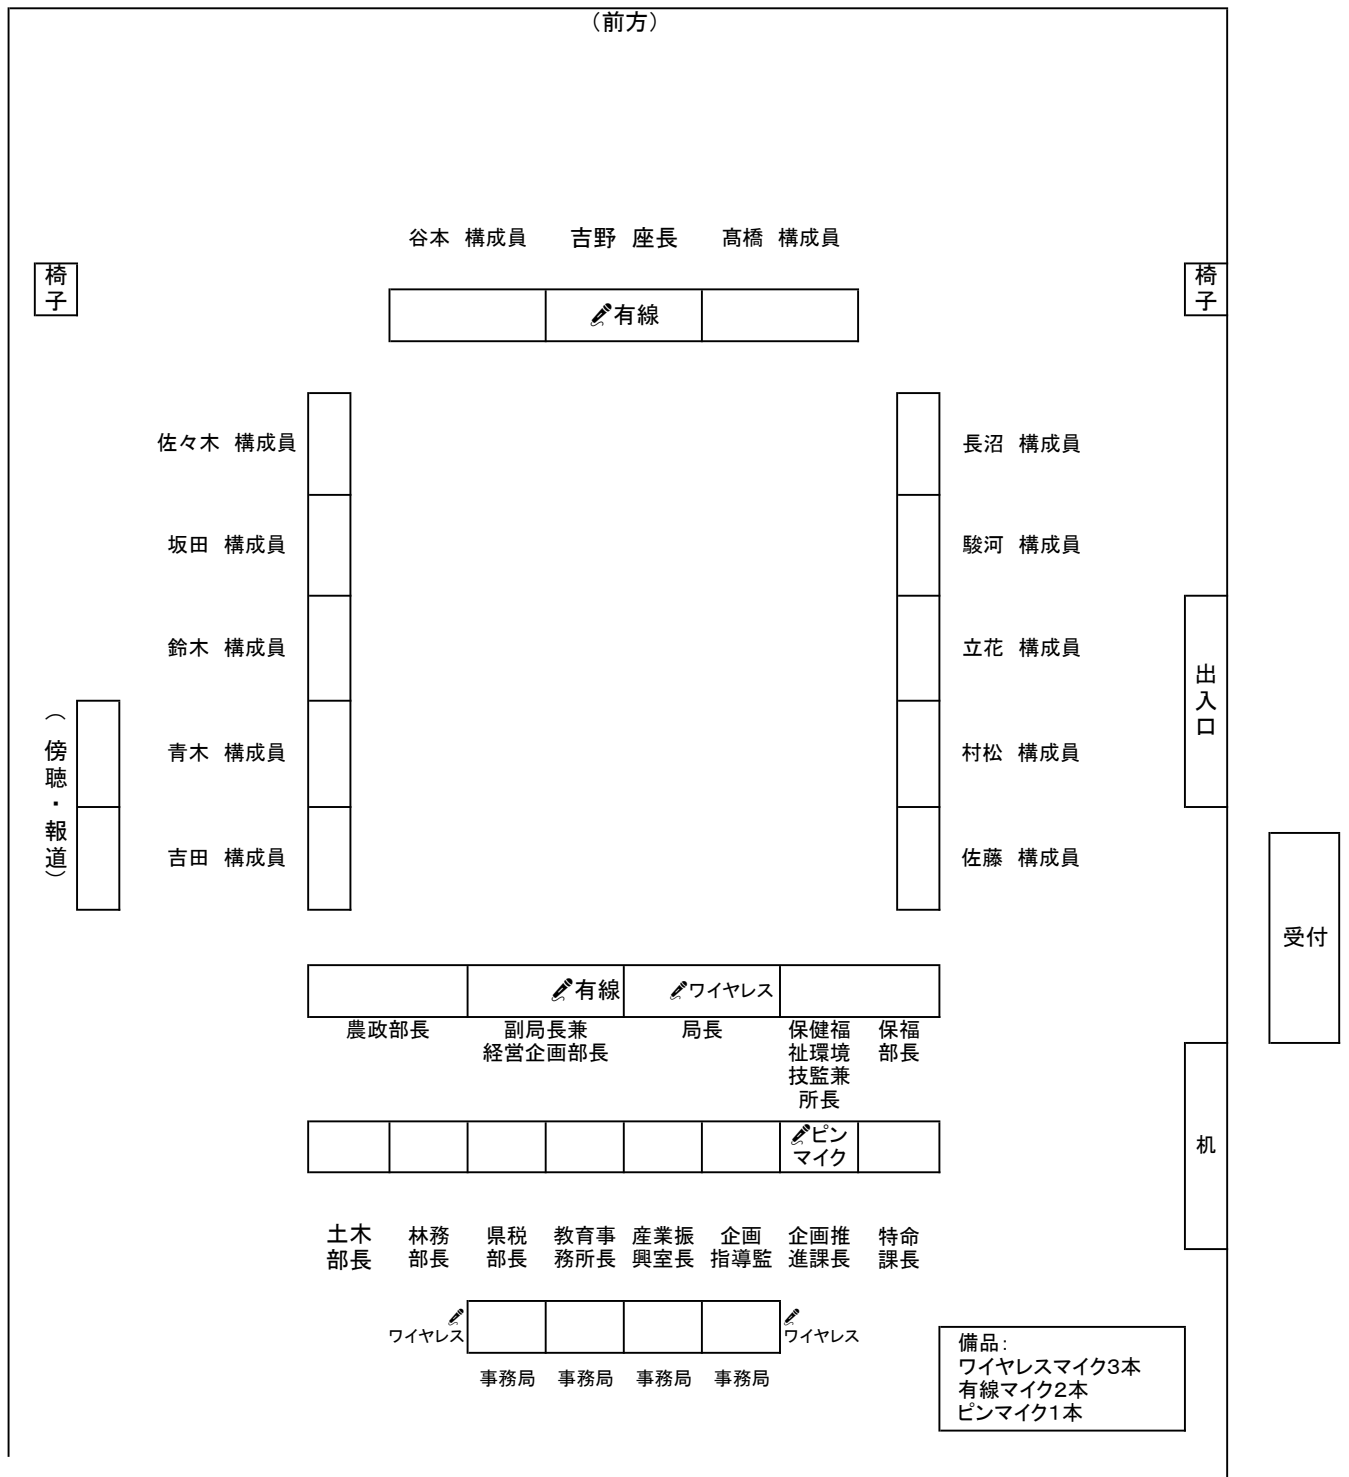 （前方）
谷本　構成員
吉野　座長
髙橋　構成員
椅子
椅子
有線
佐々木　構成員
長沼　構成員
坂田　構成員
駿河　構成員
鈴木　構成員
立花　構成員
出入口
（傍聴・報道）
青木　構成員
村松　構成員
吉田　構成員
佐藤　構成員
受付
有線
ワイヤレス
農政部長
副局長兼
経営企画部長
局長
保健福
祉環境
技監兼
所長
保福
部長
ピン
マイク
机
土木
部長
林務
部長
県税
部長
教育事
務所長
産業振
興室長
企画
指導監
企画推
進課長
特命
課長
ワイヤレス
ワイヤレス
事務局
事務局
事務局
事務局
備品：
ワイヤレスマイク３本
有線マイク２本
ピンマイク１本